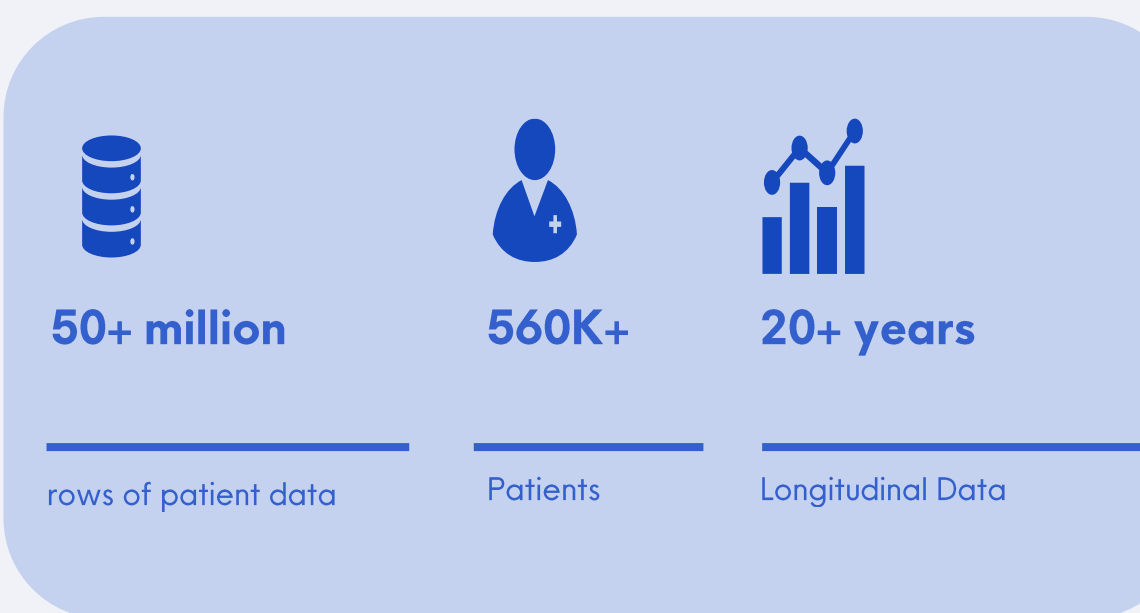 50+ million
560K+
20+ years
rows of patient data
Patients
Longitudinal Data